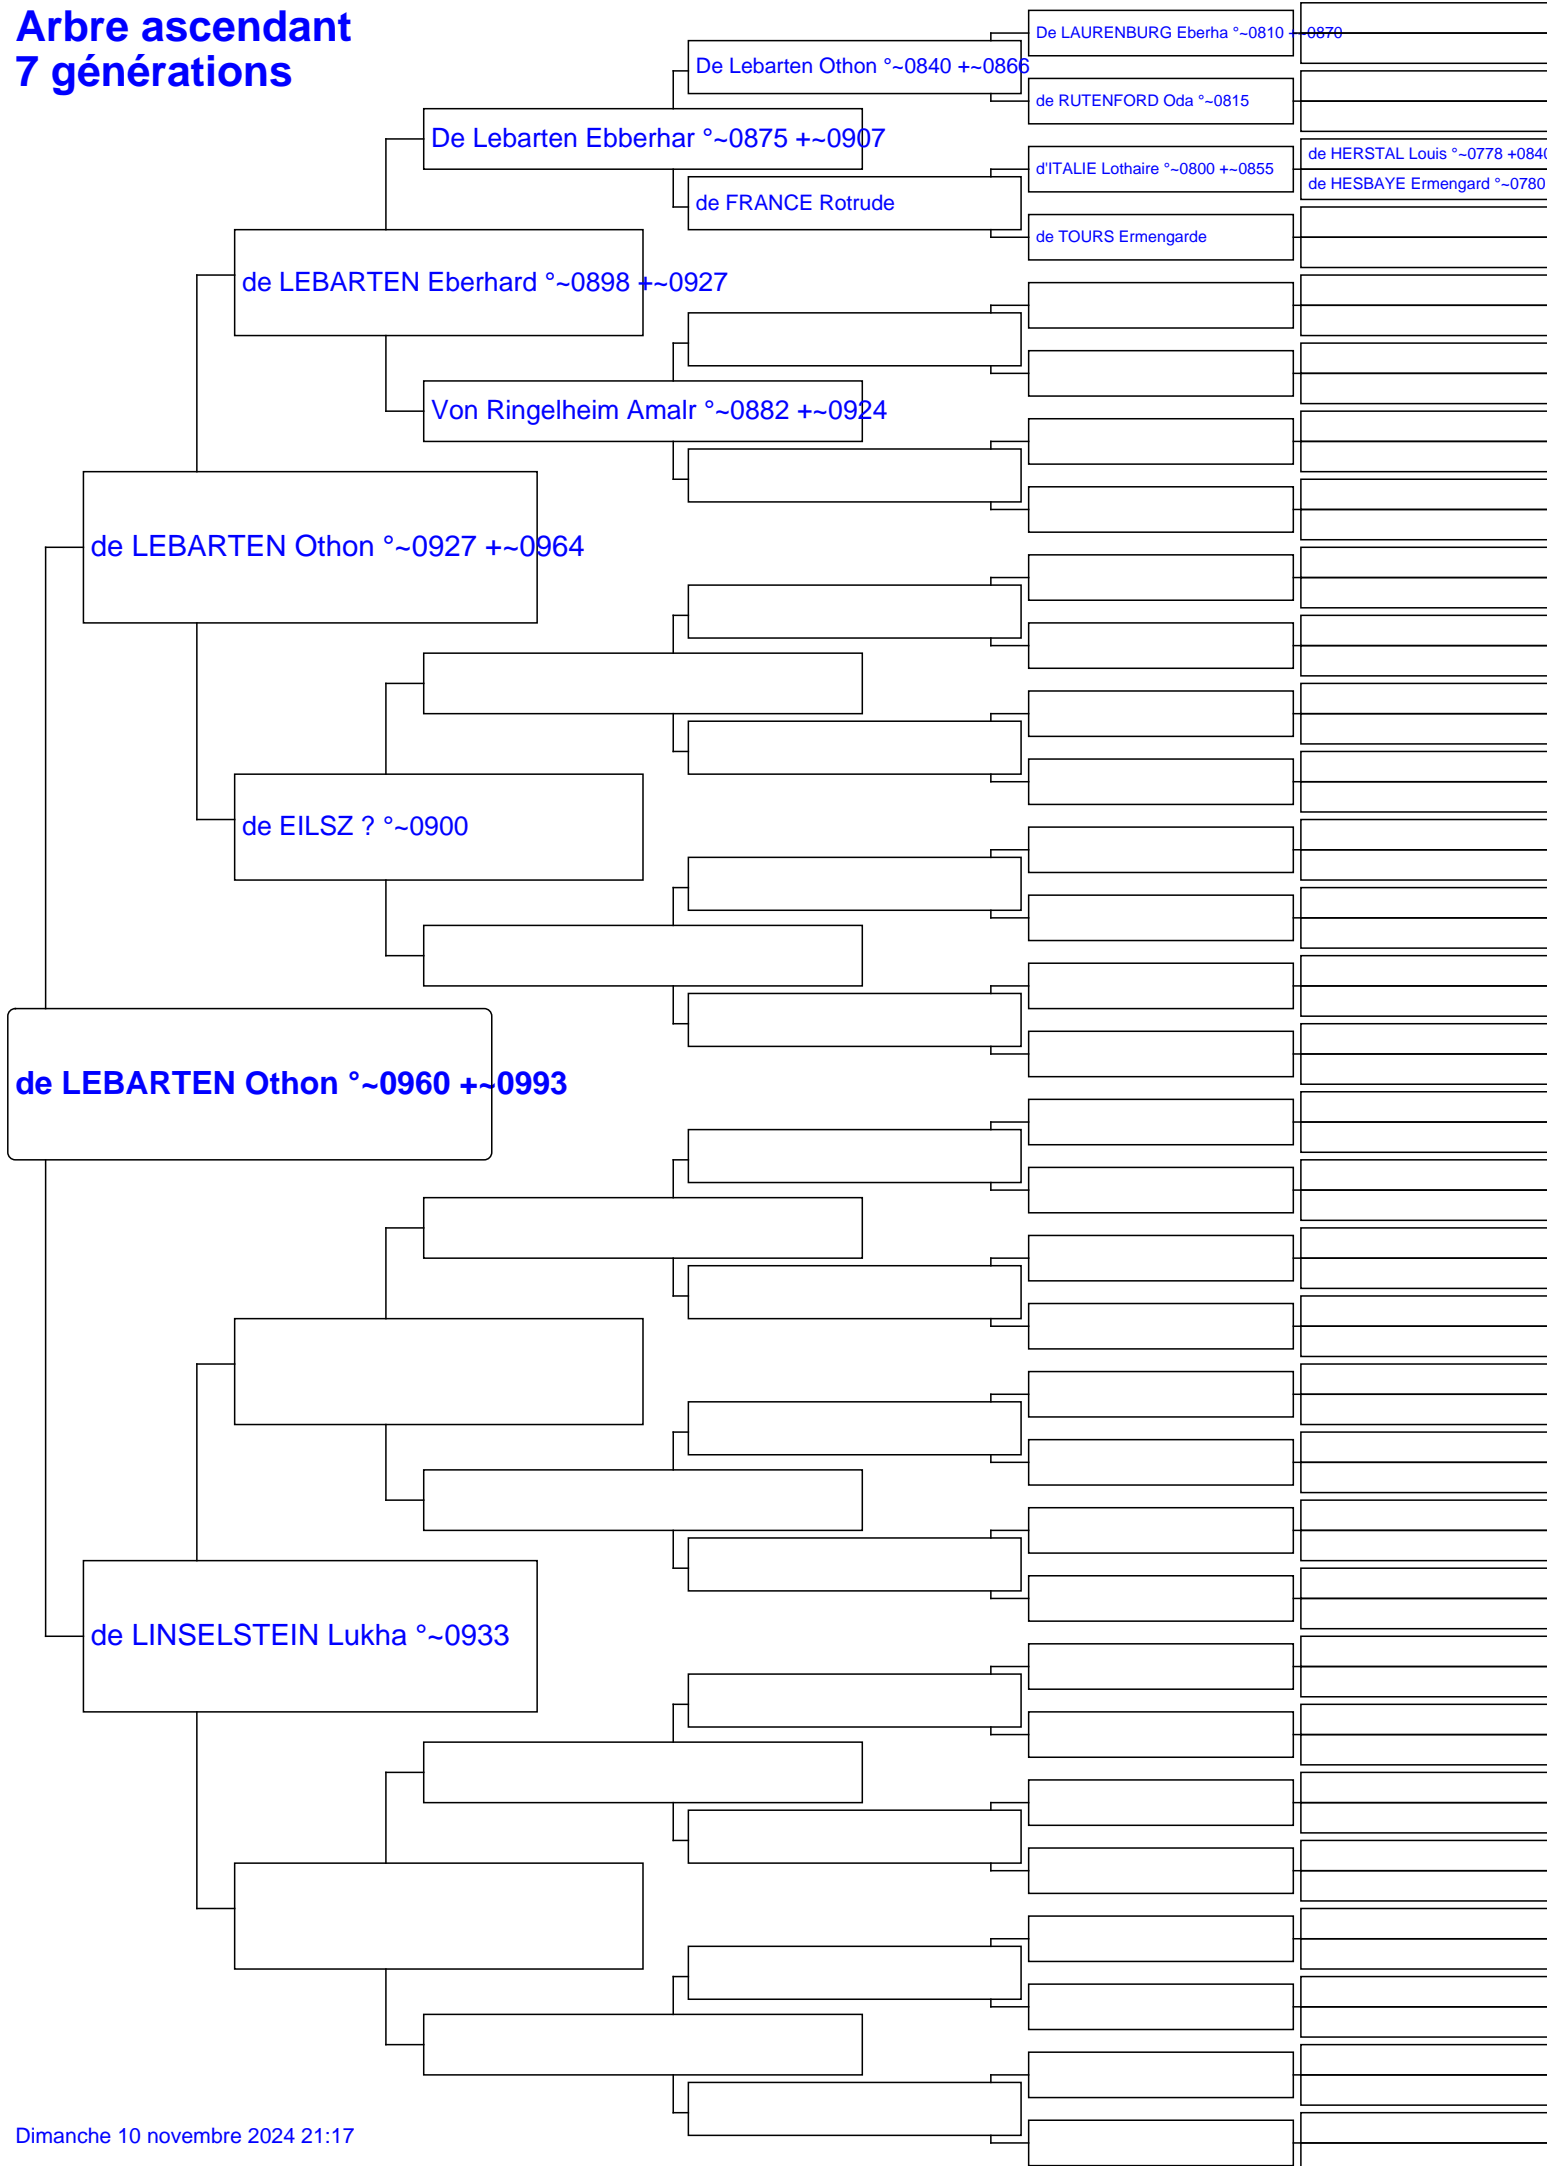 Arbre ascendant
7 générations
De LAURENBURG Eberha °~0810 +~0870
De Lebarten Othon °~0840 +~0866
de RUTENFORD Oda °~0815
De Lebarten Ebberhar °~0875 +~0907
d'ITALIE Lothaire °~0800 +~0855
de HERSTAL Louis °~0778 +0840
de HESBAYE Ermengard °~0780
de FRANCE Rotrude
de TOURS Ermengarde
de LEBARTEN Eberhard °~0898 +~0927
Von Ringelheim Amalr °~0882 +~0924
de LEBARTEN Othon °~0927 +~0964
de EILSZ ? °~0900
de LEBARTEN Othon °~0960 +~0993
de LINSELSTEIN Lukha °~0933
Dimanche 10 novembre 2024 21:17